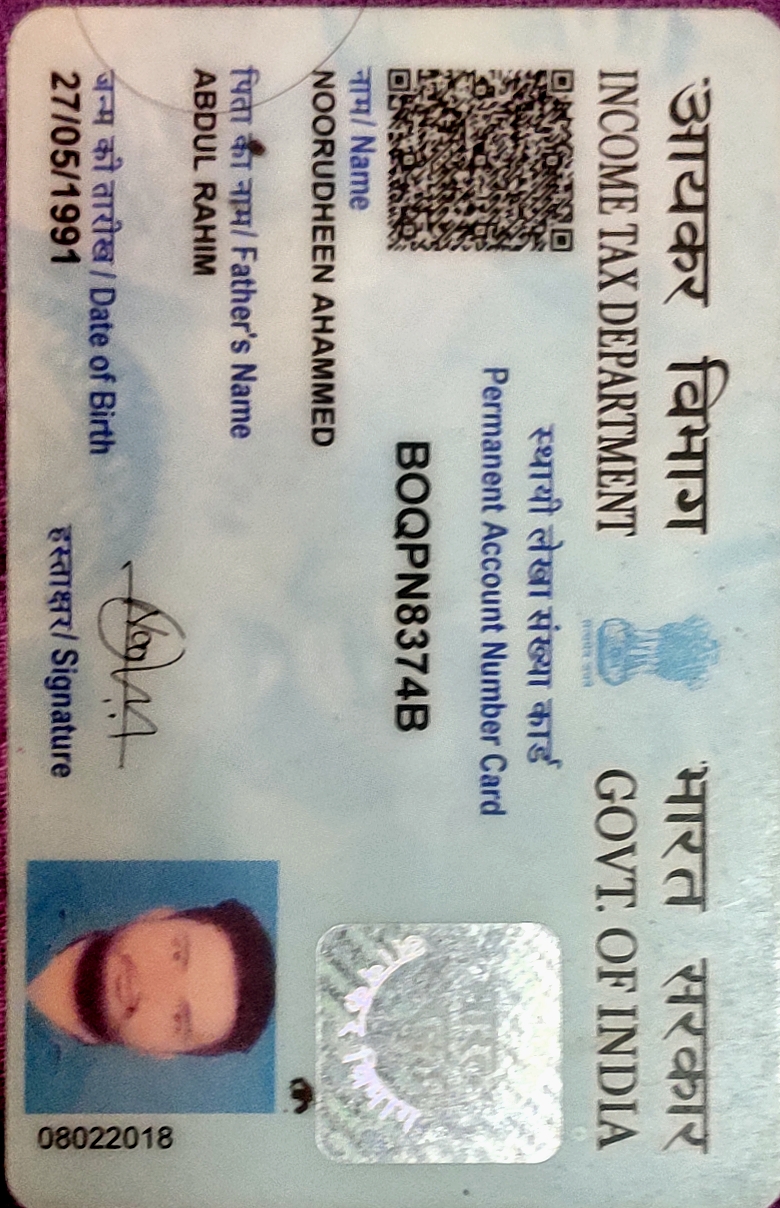 आयकर विभाग
INCOME TAX DEPARTMENT
भारत सरकार
GOVT. OF INDIA
स्थायी लेखा संख्या कार्ड
Permanent Account Number Card
BOQPN8374B
नाम/ Name
NOORUDHEEN AHAMMED
पिता का नाम/ Father's Name
ABDUL RAHIM
जन्म की तारीख / Date of Birth
27/05/1991
हस्ताक्षर/ Signature
08022018